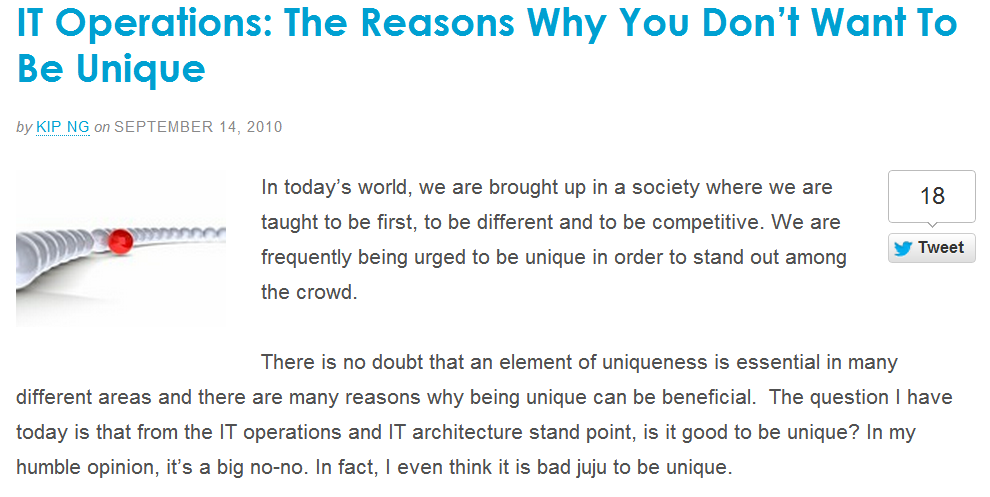 IT Operations: The Reasons Why You Don’t Want To
Be Unique
by KIP NG on SEPTEMBER 14, 2010
In today’s world, we are brought up in a society where we are
taught to be first, to be different and to be competitive. We are
frequently being urged to be unique in order to stand out among
the crowd.
18
Tweet
There is no doubt that an element of uniqueness is essential in many
different areas and there are many reasons why being unique can be beneficial.  The question I have
today is that from the IT operations and IT architecture stand point, is it good to be unique? In my
humble opinion, it’s a big no-no. In fact, I even think it is bad juju to be unique.